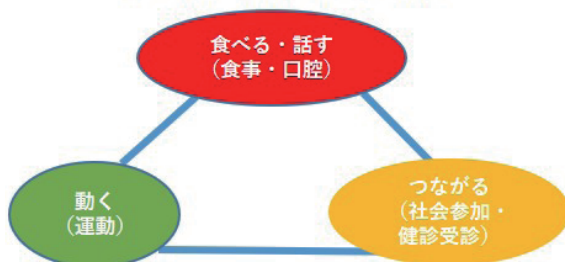 食べる・話す
（食事・口腔）
動く
（運動）
つながる
（社会参加・
健診受診）